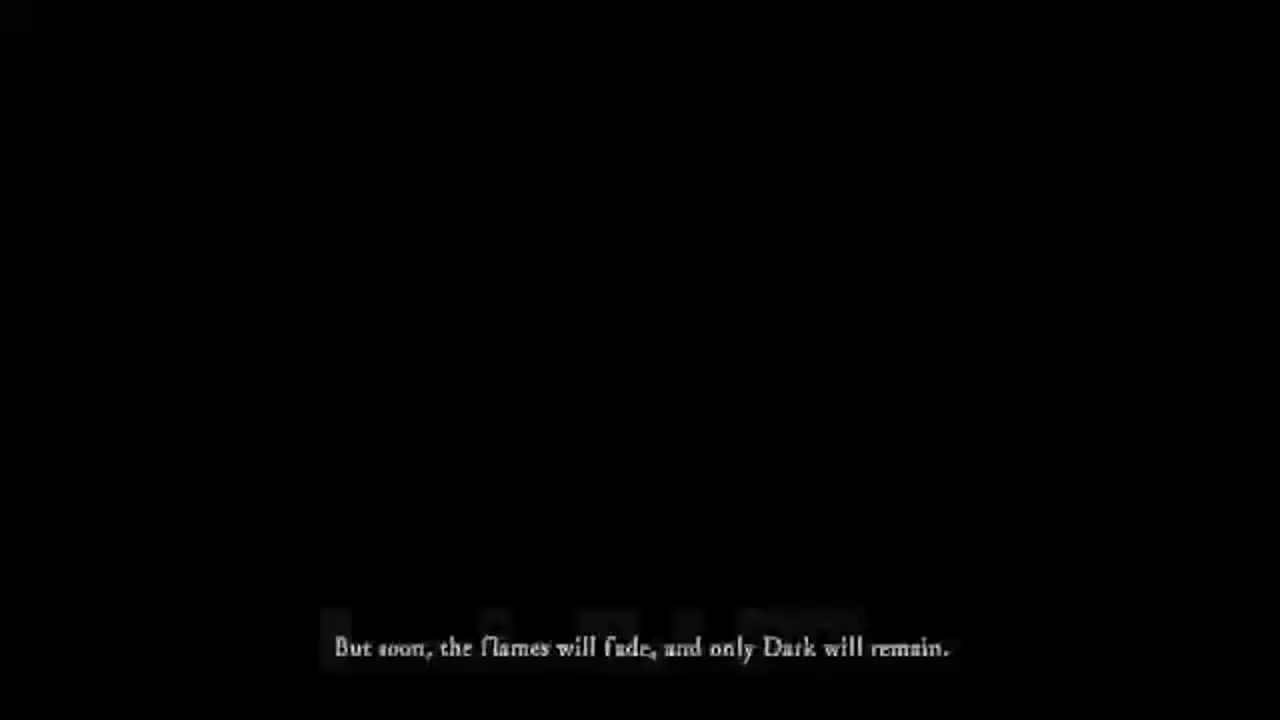 But soon, the flames will fade, and only Dark will remain.